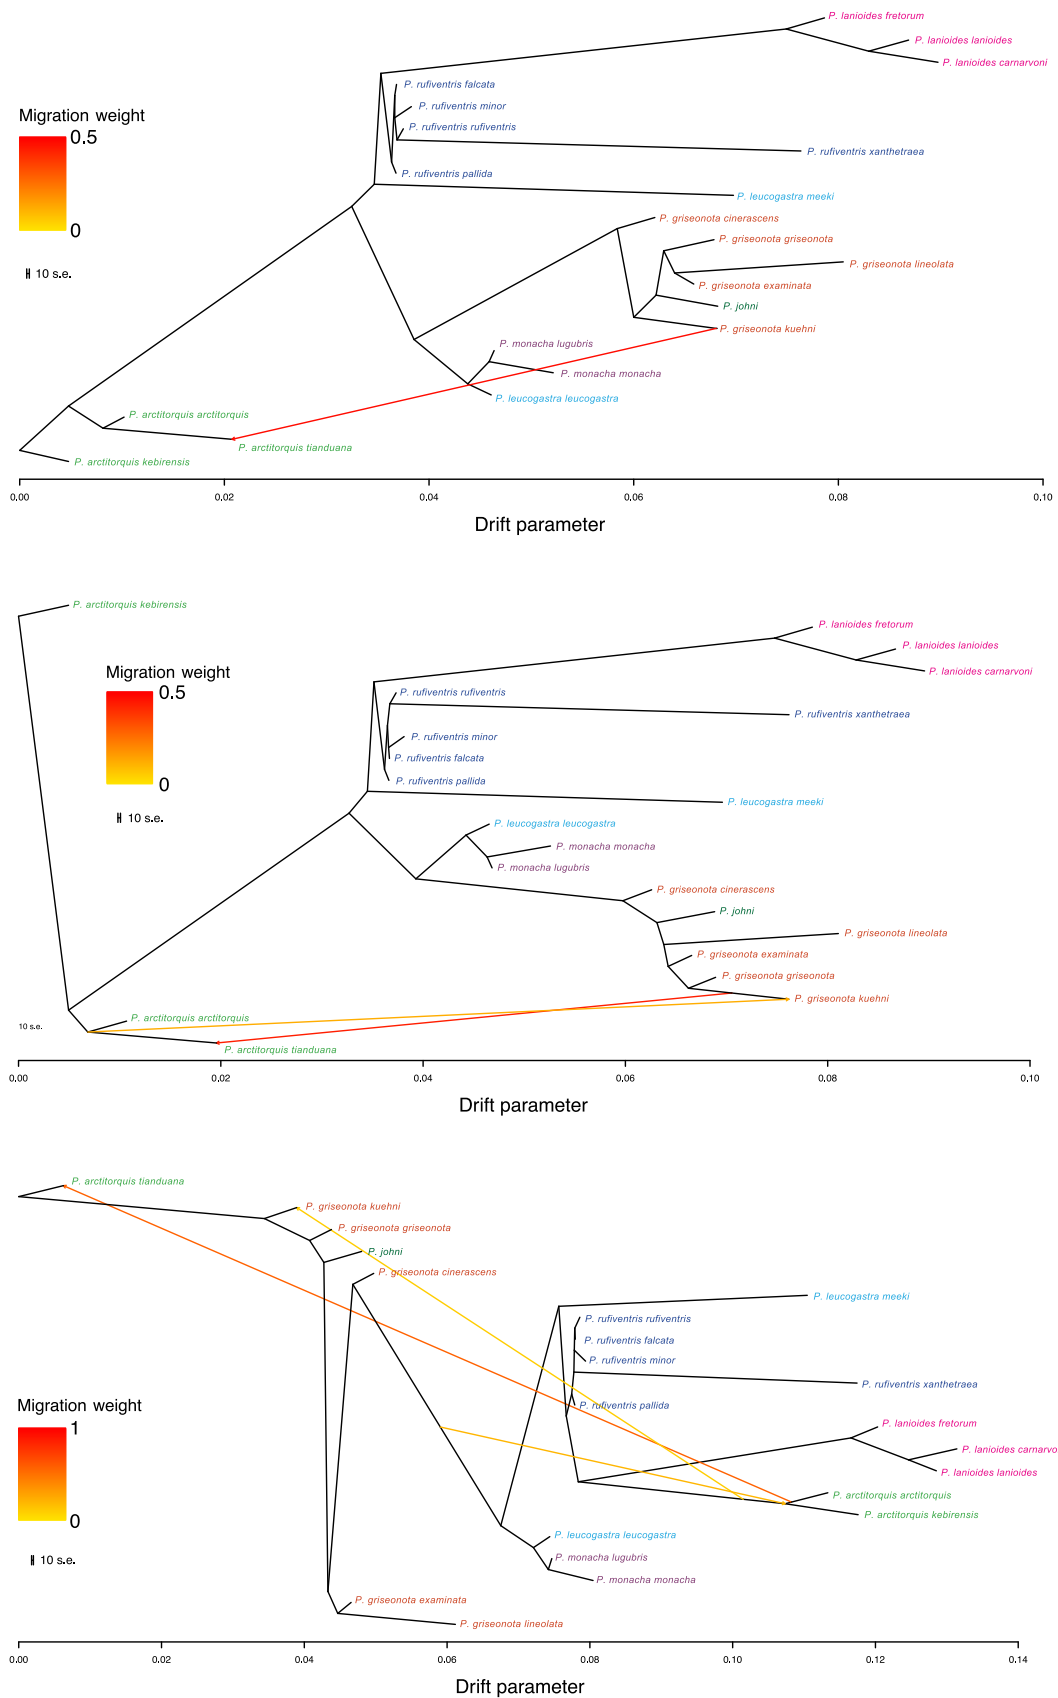 P. lanioides fretorum
P. lanioides lanioides
P. lanioides carnarvoni
P. rufiventris falcata
P. rufiventris minor
Migration weight
P. rufiventris rufiventris
0.5
P. rufiventris xanthetraea
P. rufiventris pallida
P. leucogastra meeki
P. griseonota cinerascens
0
P. griseonota griseonota
P. griseonota lineolata
10 s.e.
P. griseonota examinata
P. johni
P. griseonota kuehni
P. monacha lugubris
P. monacha monacha
P. leucogastra leucogastra
P. arctitorquis arctitorquis
P. arctitorquis tianduana
P. arctitorquis kebirensis
0.00 0.02 0.04 0.06 0.08 0.10
Drift parameter
P. arctitorquis kebirensis
P. lanioides fretorum
P. lanioides lanioides
Migration weight
P. lanioides carnarvoni
0.5
P. rufiventris rufiventris
P. rufiventris xanthetraea
P. rufiventris minor
P. rufiventris falcata
P. rufiventris pallida
0
P. leucogastra meeki
10 s.e.
P. leucogastra leucogastra
P. monacha monacha
P. monacha lugubris
P. griseonota cinerascens
P. johni
P. griseonota lineolata
P. griseonota examinata
P. griseonota griseonota
P. griseonota kuehni
P. arctitorquis arctitorquis
10 s.e.
P. arctitorquis tianduana
0.00 0.02 0.04 0.06 0.08 0.10
Drift parameter
P. arctitorquis tianduana
P. griseonota kuehni
P. griseonota griseonota
P. johni
P. griseonota cinerascens
P. leucogastra meeki
P. rufiventris rufiventris
P. rufiventris falcata
P. rufiventris minor
P. rufiventris xanthetraea
Migration weight
P. rufiventris pallida
1
P. lanioides fretorum
P. lanioides carnarvo
P. lanioides lanioides
P. arctitorquis arctitorquis
0
P. arctitorquis kebirensis
P. leucogastra leucogastra
10 s.e.
P. monacha lugubris
P. monacha monacha
P. griseonota examinata
P. griseonota lineolata
0.00 0.02 0.04 0.06 0.08 0.10 0.12 0.14
Drift parameter